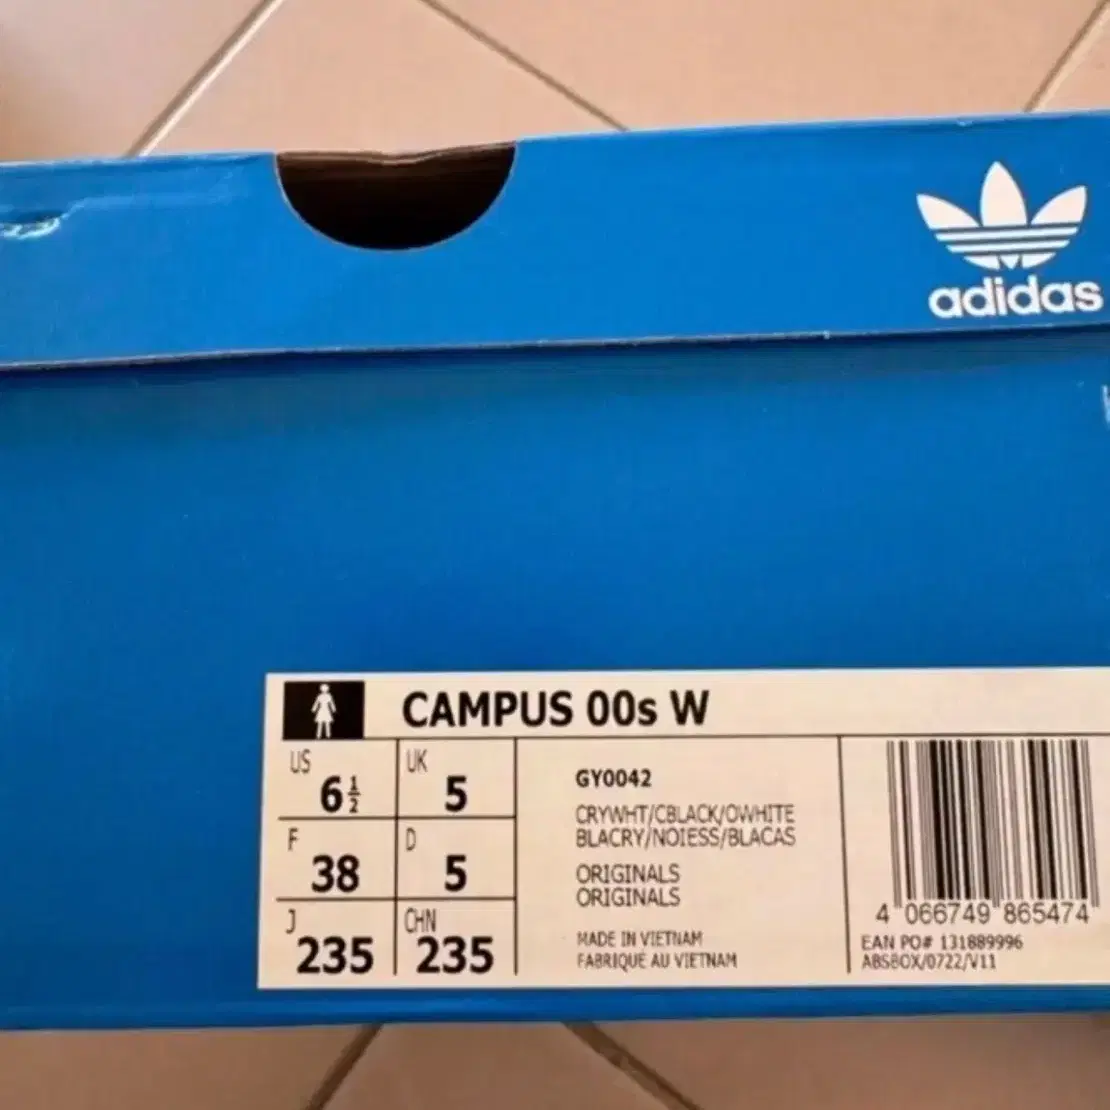 adidas
CAMPUS 00s W
US
6½
UK
5
F
38
D
5
J
235
CHN
235
GY0042
CRYWHT/CBLACK/OWHITE
BLACRY/NOIESS/BLACAS
ORIGINALS
ORIGINALS
MADE IN VIETNAM
FABRIQUÉ AU VIETNAM
4 066749 865474
EAN PO# 131889996
ABSBOX/0722/V11